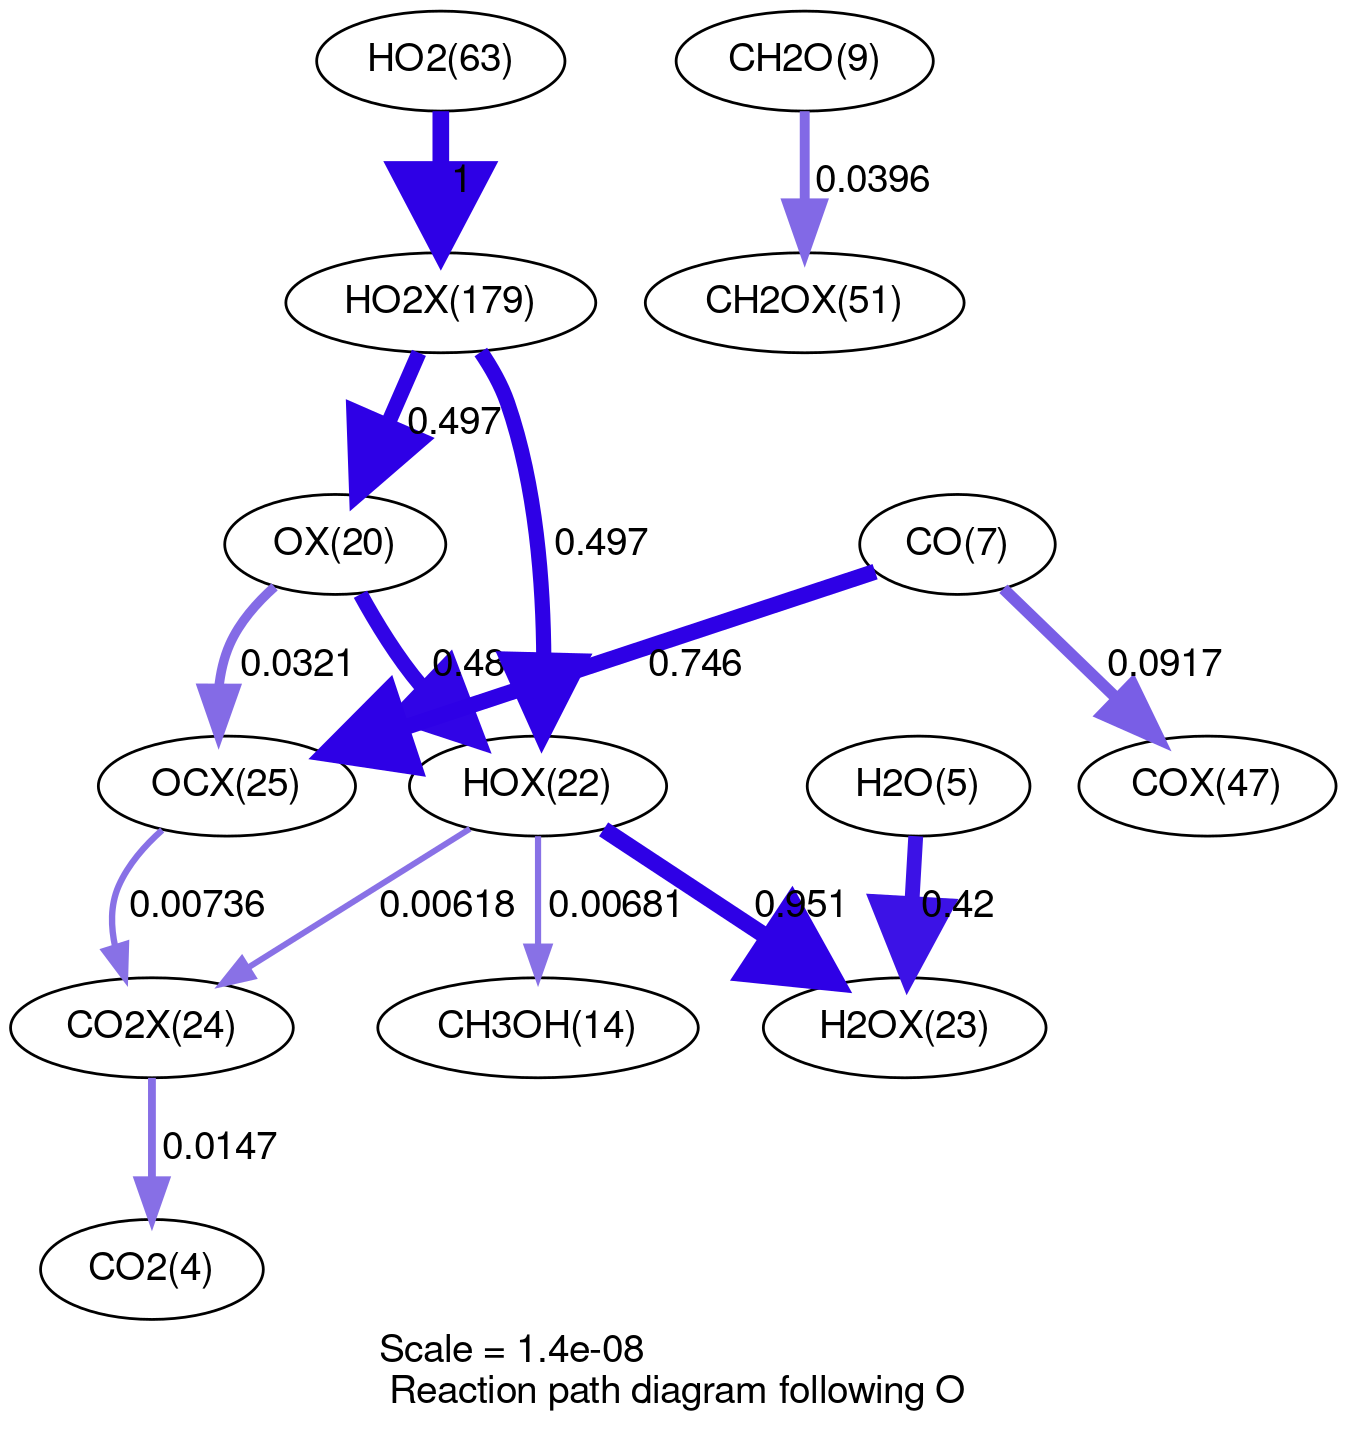 HO2(63)
CH2O(9)
1
0.0396
HO2X(179)
CH2OX(51)
0.497
OX(20)
0.497
CO(7)
0.0321
0.48
0.746
0.0917
OCX(25)
HOX(22)
H2O(5)
COX(47)
0.00736
0.00618
0.00681
0.951
0.42
CO2X(24)
CH3OH(14)
H2OX(23)
0.0147
CO2(4)
Scale = 1.4e-08
Reaction path diagram following O